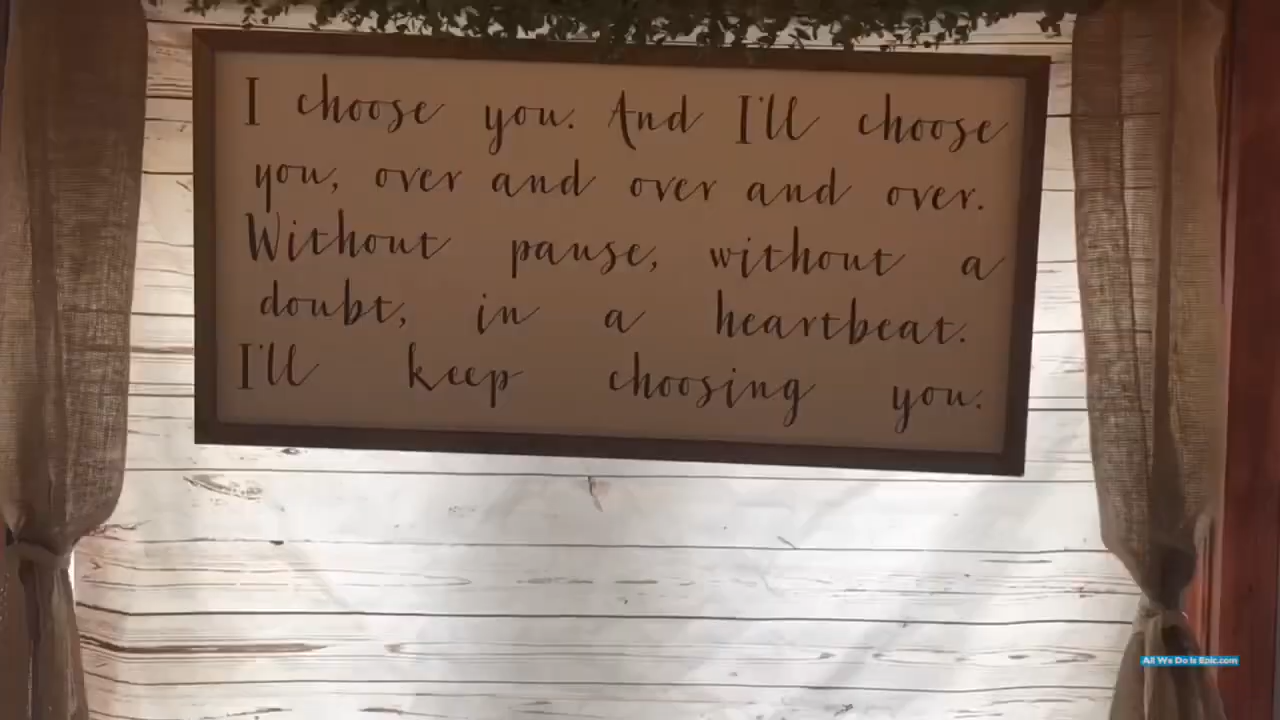 I choose you. And I'll choose
you, over and over and over.
Without pause, without a
doubt, in a heartbeat.
I'll keep choosing you.
All We Do Is Epic.com